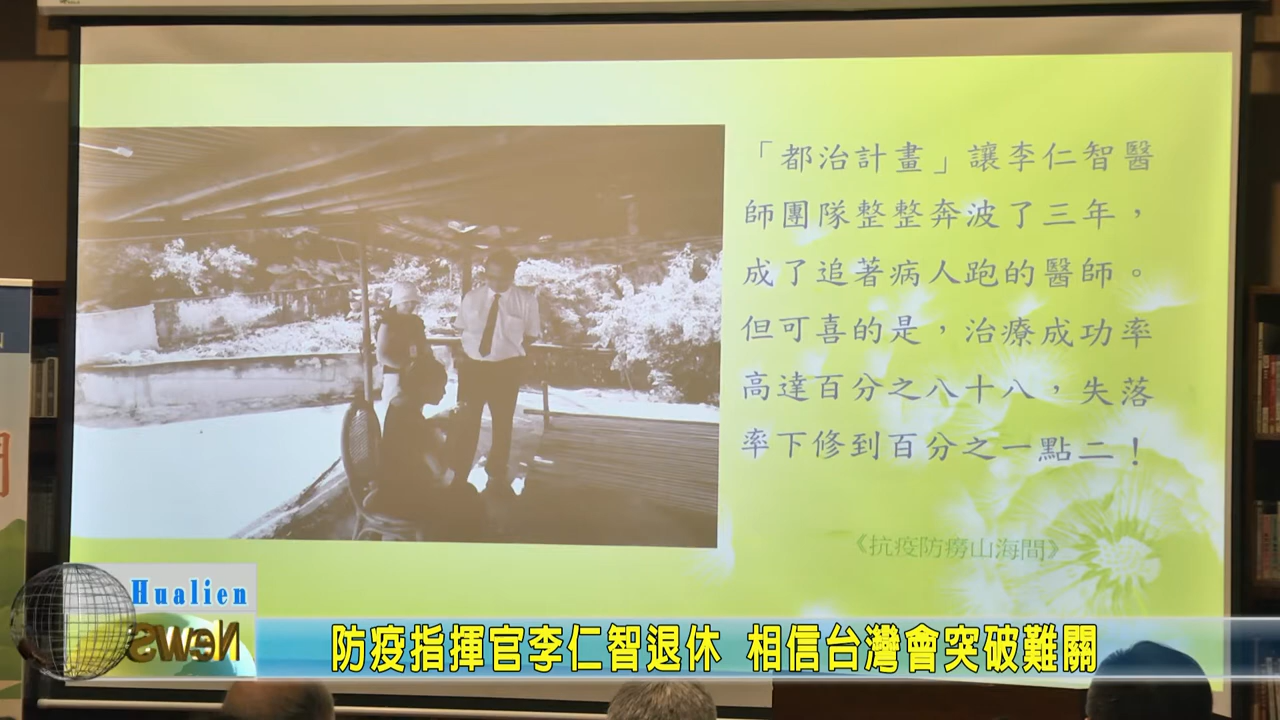 「都治計畫」讓李仁智醫
師團隊整整奔波了三年，
成了追著病人跑的醫師。
但可喜的是，治療成功率
高達百分之八十八，失落
率下修到百分之一點二！
《抗疫防癆山海間》
Hualien
News
防疫指揮官李仁智退休 相信台灣會突破難關